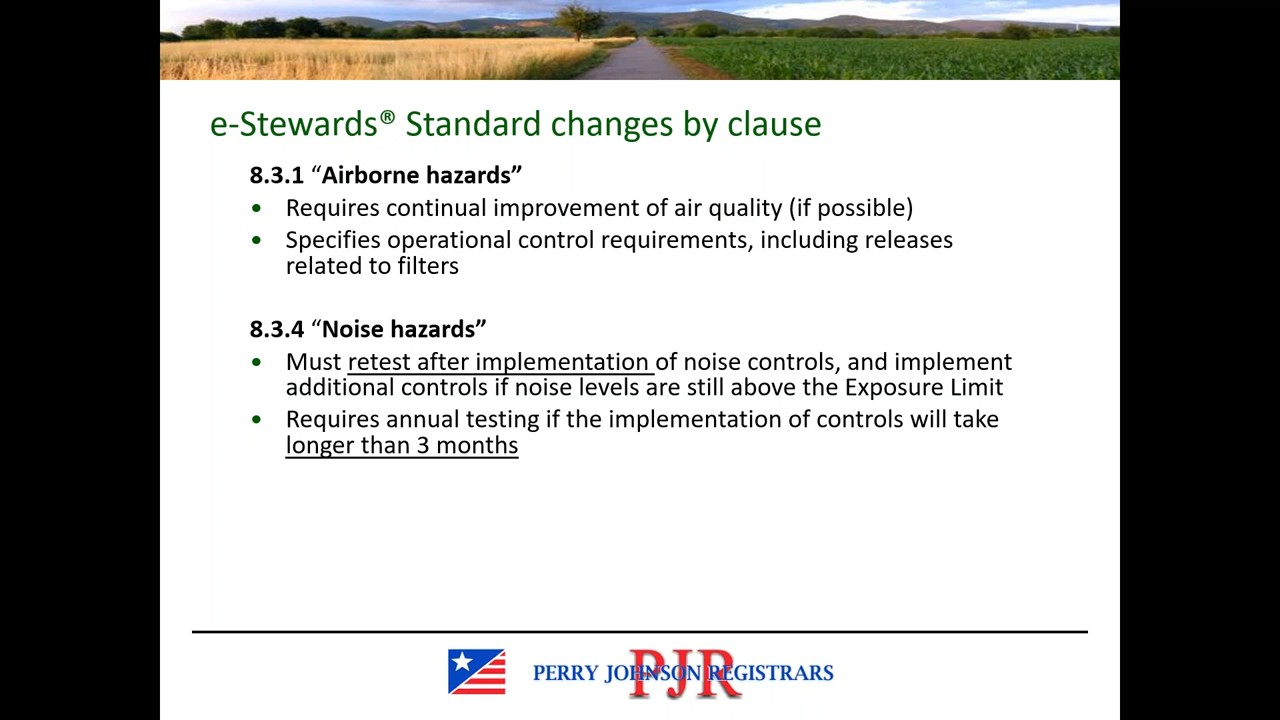 e-Stewards® Standard changes by clause
8.3.1 “Airborne hazards”
• Requires continual improvement of air quality (if possible)
• Specifies operational control requirements, including releases
related to filters
8.3.4 “Noise hazards”
• Must retest after implementation of noise controls, and implement
additional controls if noise levels are still above the Exposure Limit
• Requires annual testing if the implementation of controls will take
longer than 3 months
PJR
PERRY JOHNSON REGISTRARS